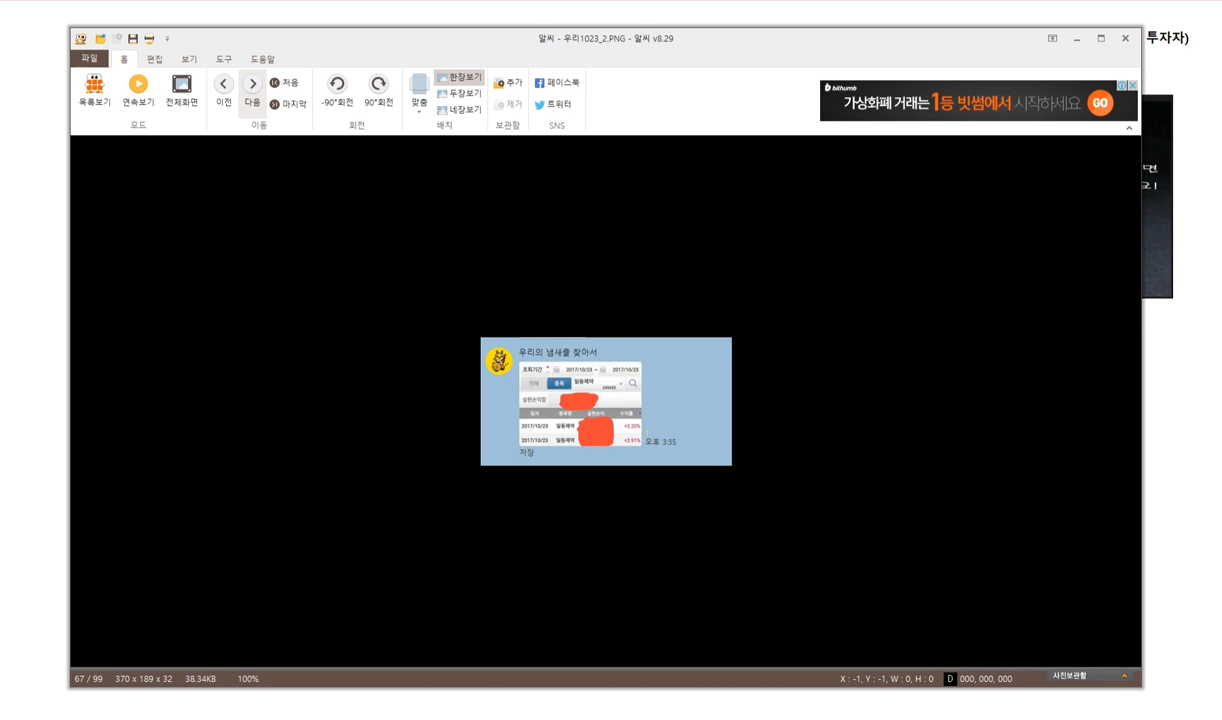 알씨 - 우리1023_2.PNG - 알씨 v8.29
투자자)
파일 홈 편집 보기 도구 도움말
목록보기 연속보기 전체화면
모드
이전 다음 처음 마지막
이동
-90°회전 90°회전
회전
맞춤 한장보기 두장보기 네장보기
배치
추가 제거
보관함
페이스북 트위터
SNS
bithumb
가상화폐 거래는 1등 빗썸에서 시작하세요 GO
면
요!
우리의 냄새를 찾아서
조회기간 * 2017/10/23 ~ 2017/10/23
전체 종목 일동제약 249420
실현손익합
일자 종목명 실현손익 수익률
2017/10/23 일동제약 +2.20%
2017/10/23 일동제약 +2.91%
오후 3:35
저장
67 / 99 370 x 189 x 32 38.34KB 100% X : -1, Y : -1, W : 0, H : 0 D 000, 000, 000 사진보관함